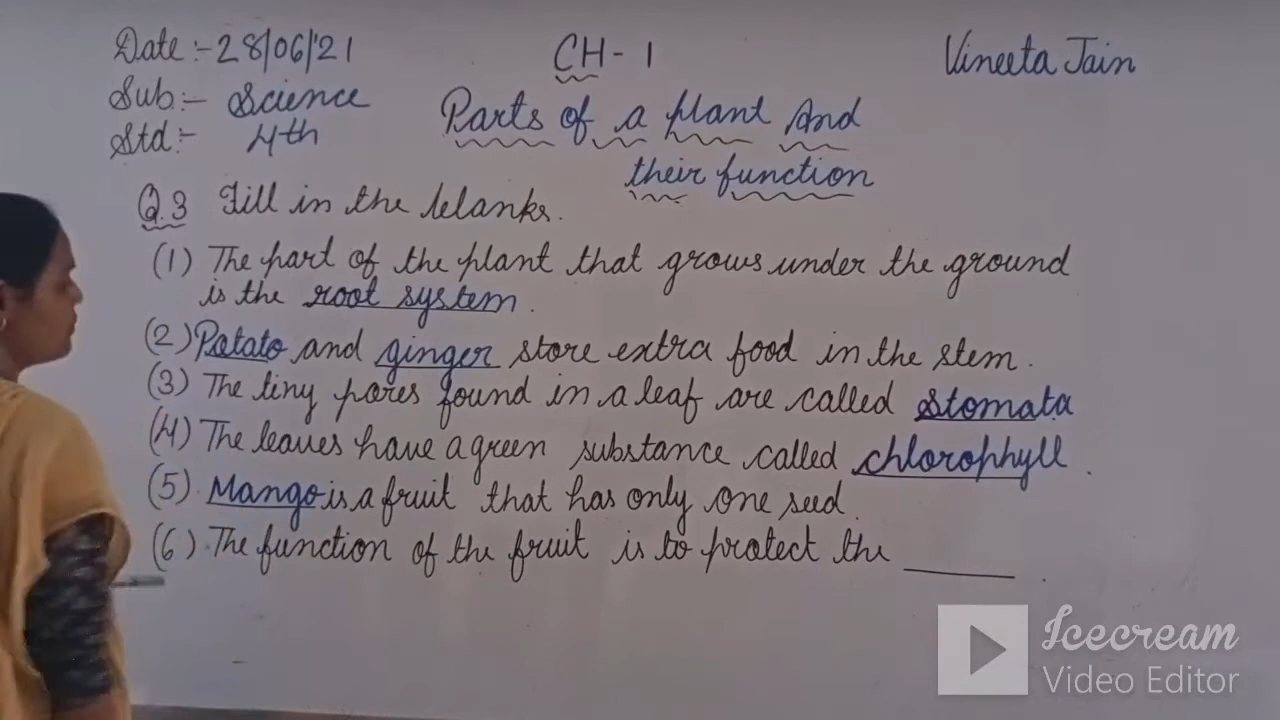 Date :- 28/06/'21
CH - 1
Vineeta Jain
Sub :- Science
Std :- 4th
Parts of a plant And
their function
Q.3 Fill in the blanks.
(1) The part of the plant that grows under the ground
is the root system.
(2) Potato and ginger store extra food in the stem.
(3) The tiny pores found in a leaf are called Stomata
(4) The leaves have a green substance called chlorophyll.
(5) Mango is a fruit that has only one seed.
(6) The function of the fruit is to protect the ______.
Icecream
Video Editor